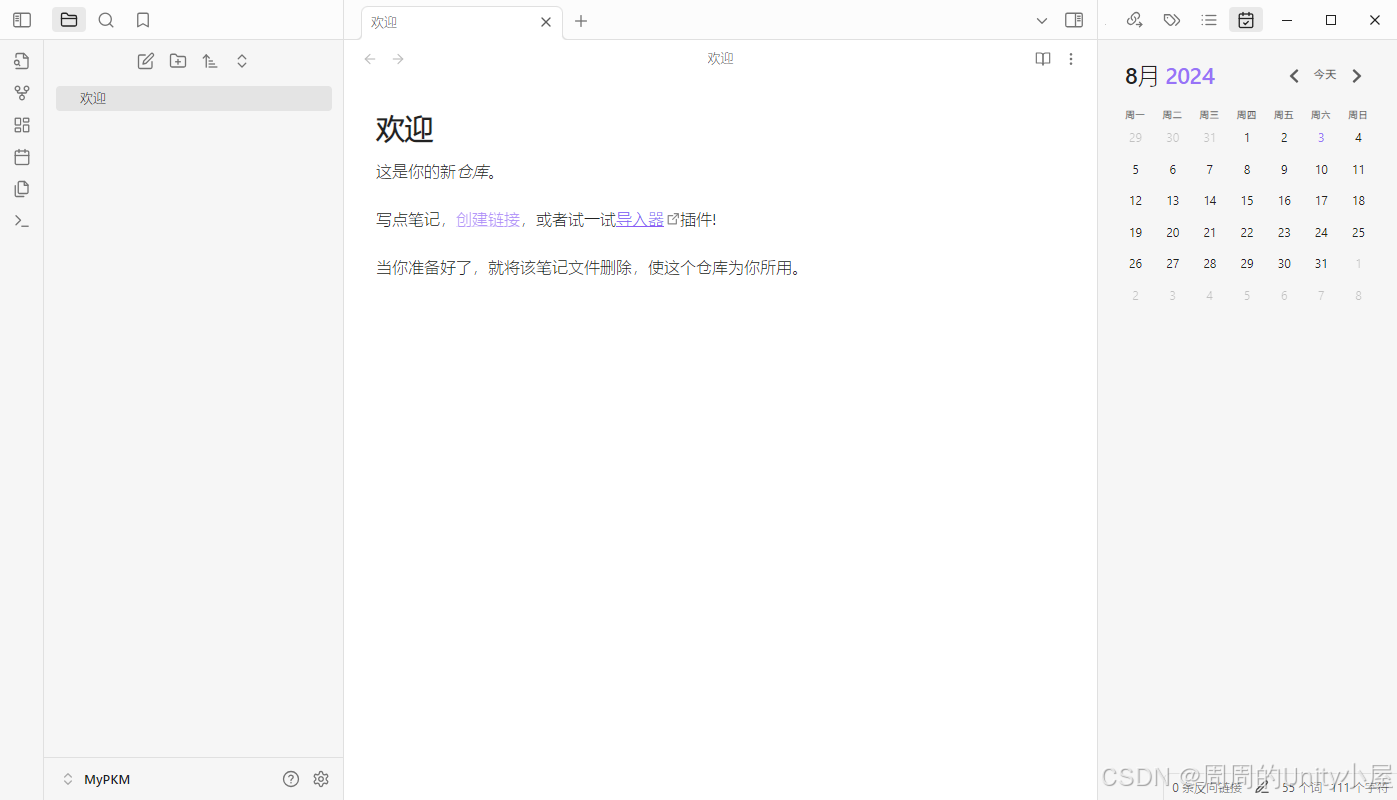 欢迎
欢迎
欢迎
欢迎
这是你的新仓库。
写点笔记，创建链接，或者试一试导入器插件!
当你准备好了，就将该笔记文件删除，使这个仓库为你所用。
MyPKM
8月 2024
今天
周一 周二 周三 周四 周五 周六 周日
29 30 31 1 2 3 4
5 6 7 8 9 10 11
12 13 14 15 16 17 18
19 20 21 22 23 24 25
26 27 28 29 30 31 1
2 3 4 5 6 7 8
CSDN @周周的Unity小屋
0 条反向链接 55 个词 111 个字符